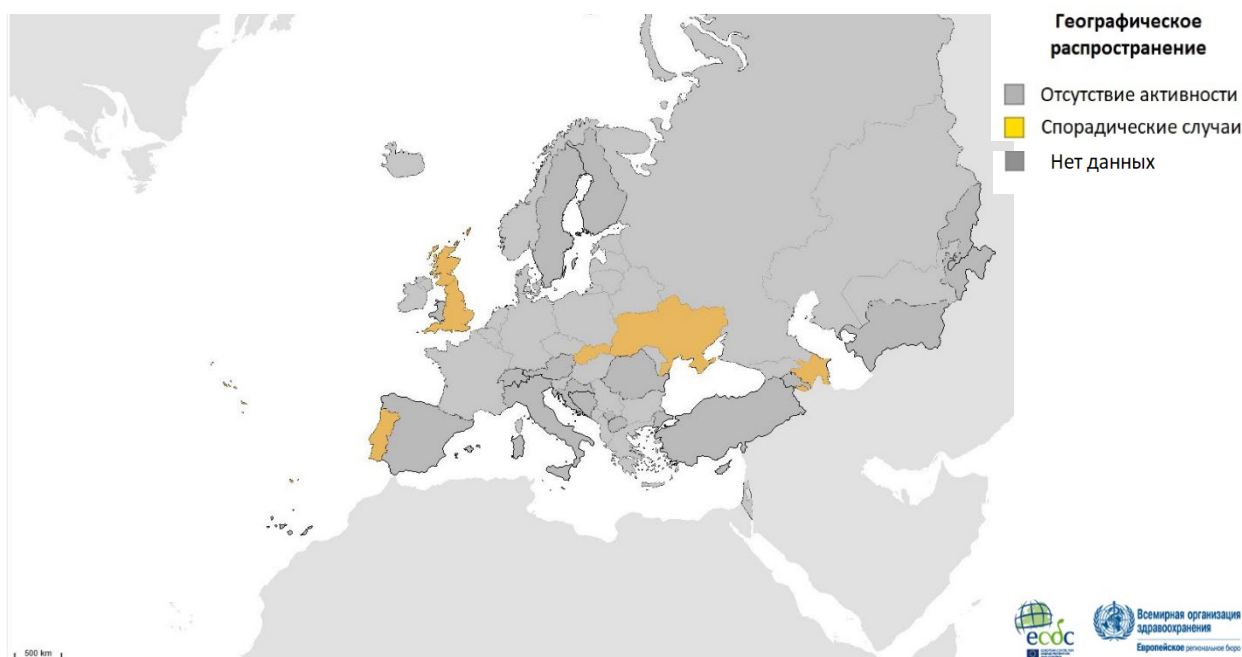 Географическое
распространение
Отсутствие активности
Спорадические случаи
Нет данных
500 km
ecdc
Всемирная организация
здравоохранения
Европейское региональное бюро